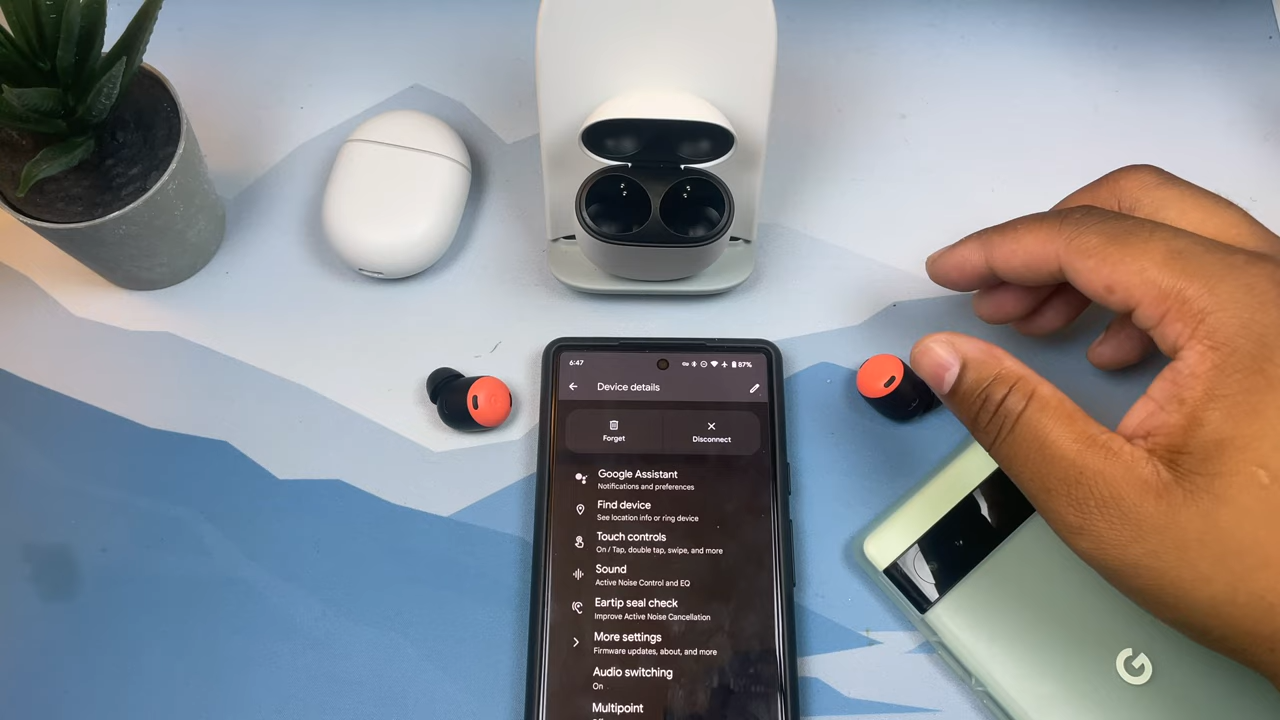 6:47
87%
Device details
Forget
Disconnect
Google Assistant
Notifications and preferences
Find device
See location info or ring device
Touch controls
On / Tap, double tap, swipe, and more
Sound
Active Noise Control and EQ
Eartip seal check
Improve Active Noise Cancellation
More settings
Firmware updates, about, and more
Audio switching
On
Multipoint
G